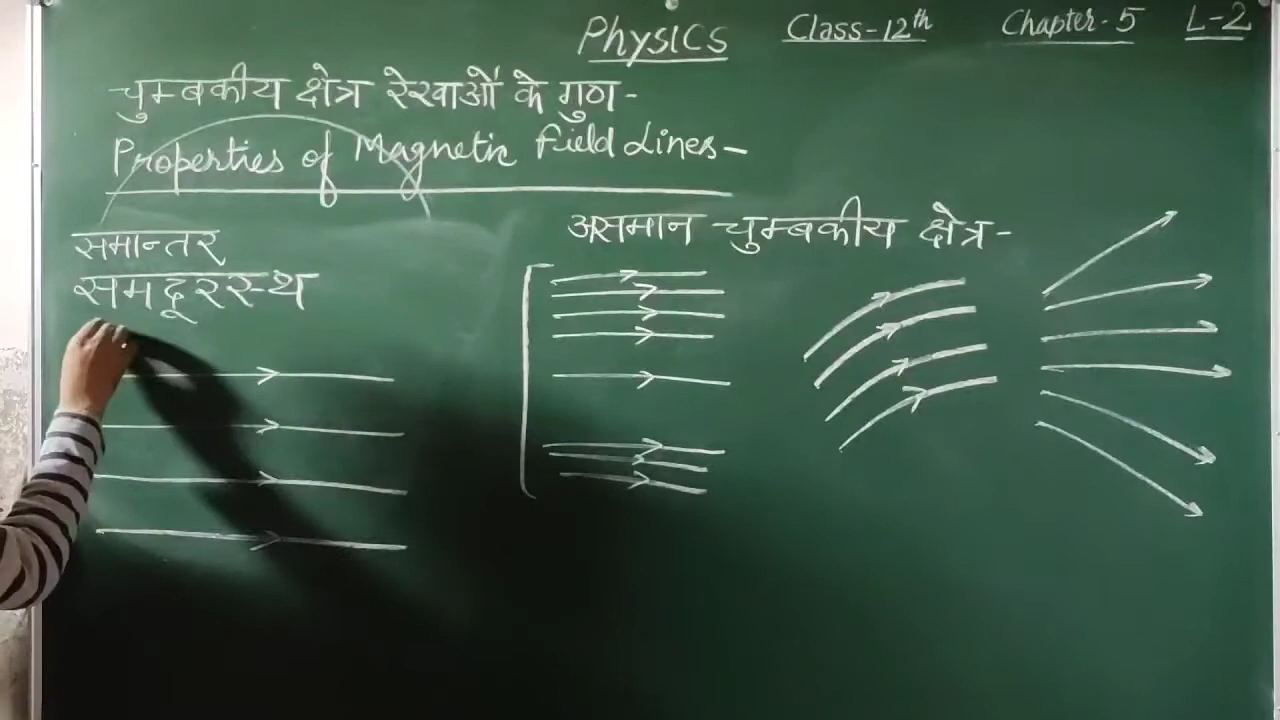 Physics Class-12th Chapter-5 L-2
चुम्बकीय क्षेत्र रेखाओं के गुण-
Properties of Magnetic field Lines-
समान्तर
समदूरस्थ
असमान चुम्बकीय क्षेत्र-